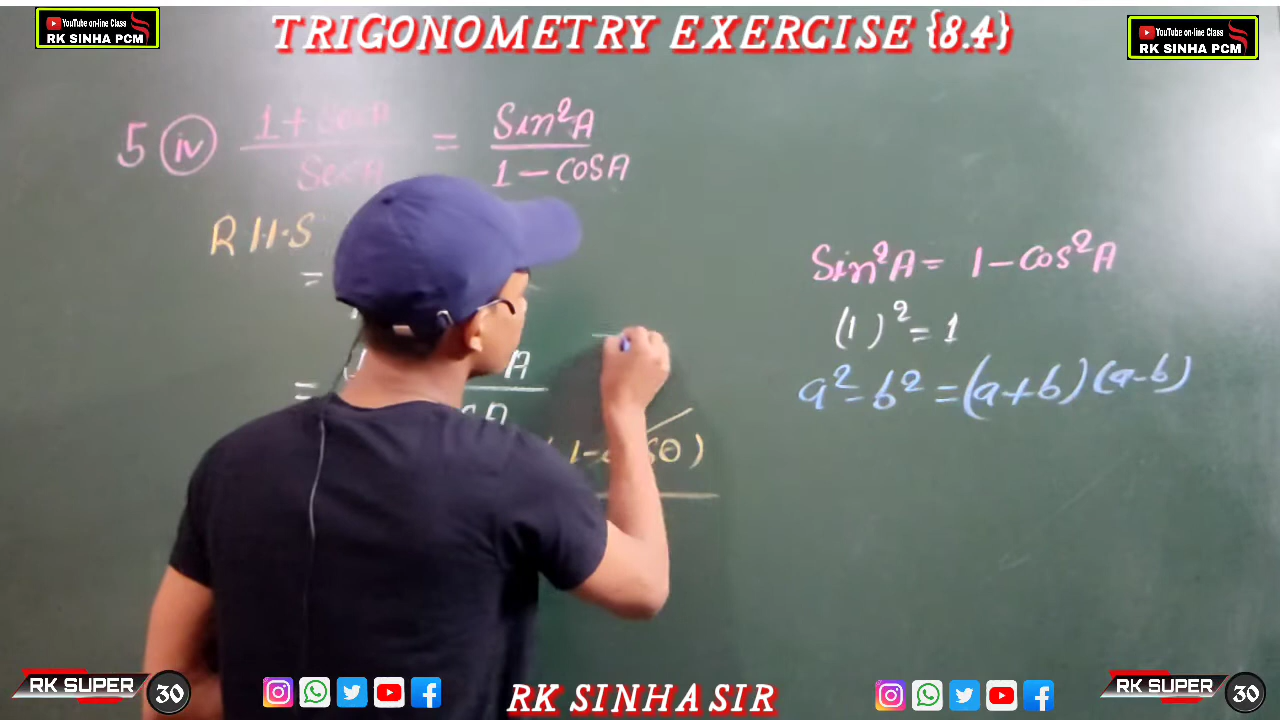 YouTube on-line Class
RK SINHA PCM
TRIGONOMETRY EXERCISE {8.4}
YouTube on-line Class
RK SINHA PCM
5 (iv) 1 + SecA / SecA = Sin²A / 1 - COSA
R.H.S
=
Sin²A = 1 - Cos²A
(1)² = 1
= A
a² - b² = (a+b)(a-b)
(1-cosθ)
RK SUPER 30
RK SINHA SIR
RK SUPER 30